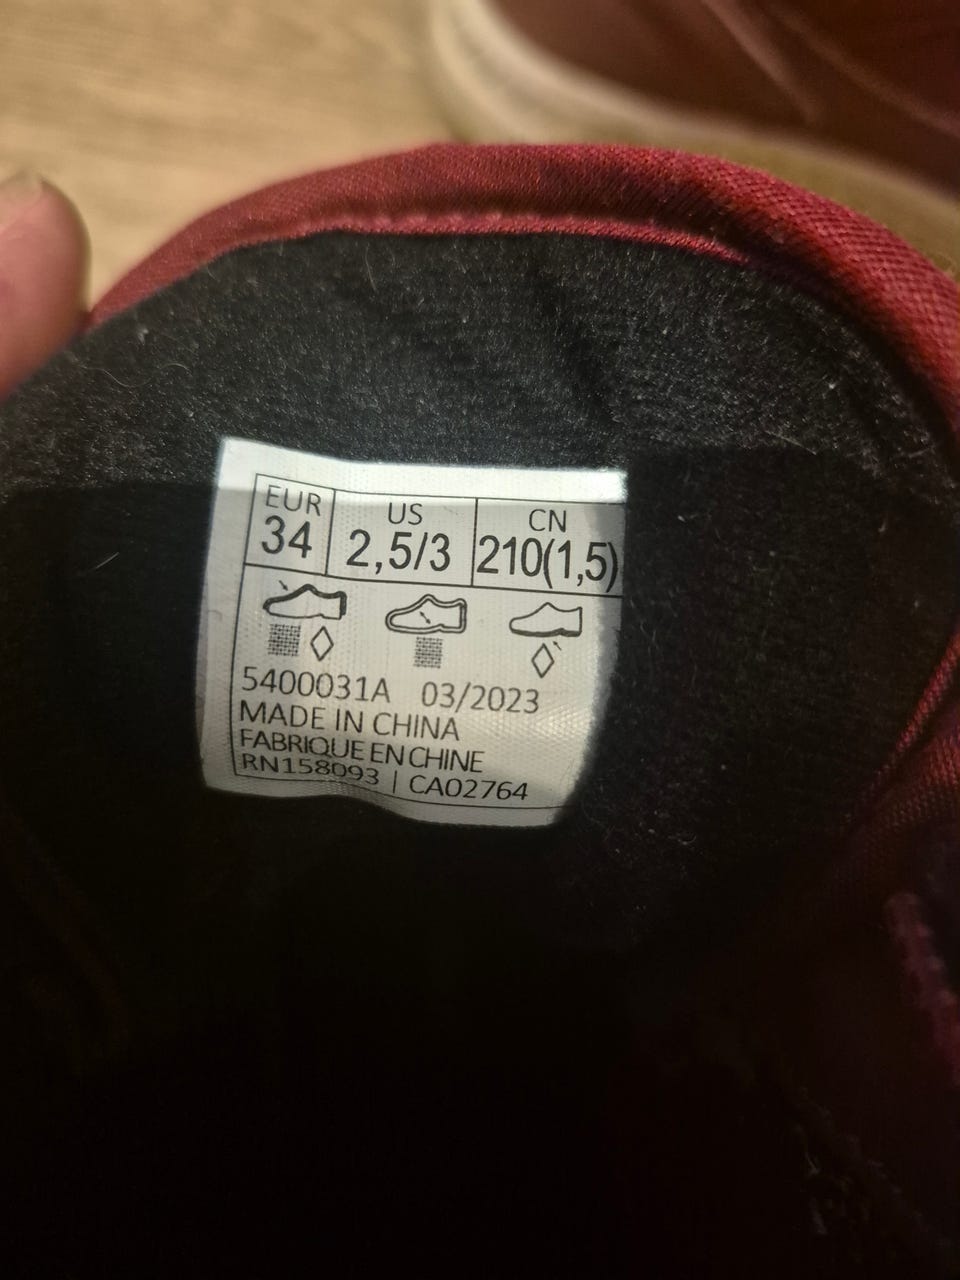 EUR US CN
34 2,5/3 210(1,5)
5400031A 03/2023
MADE IN CHINA
FABRIQUE EN CHINE
RN158093 | CA02764